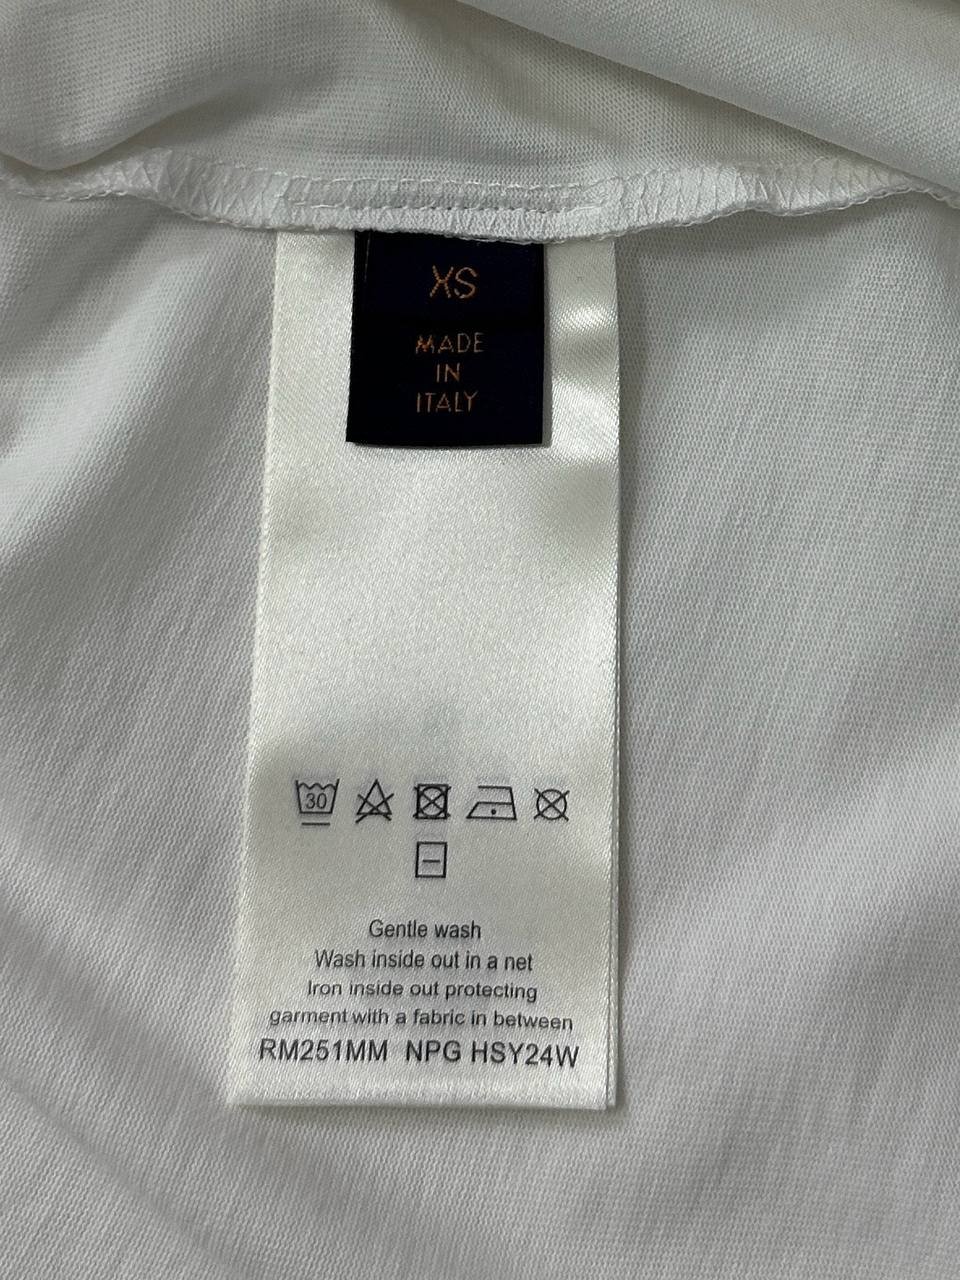 XS
MADE
IN
ITALY
30
Gentle wash
Wash inside out in a net
Iron inside out protecting
garment with a fabric in between
RM251MM NPG HSY24W